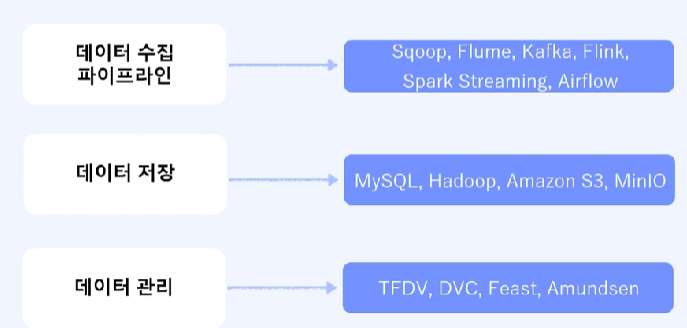 데이터 수집
파이프라인
Sqoop, Flume, Kafka, Flink,
Spark Streaming, Airflow
데이터 저장
MySQL, Hadoop, Amazon S3, MinIO
데이터 관리
TFDV, DVC, Feast, Amundsen